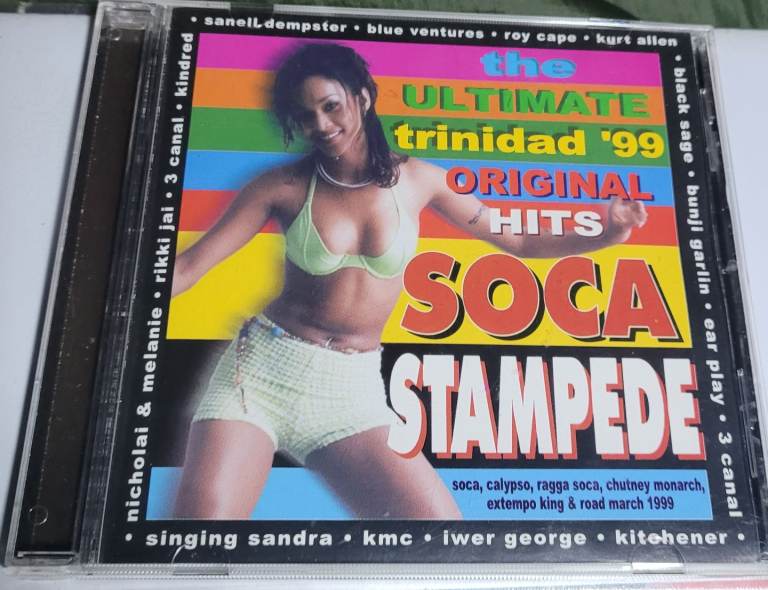 • sanell dempster • blue ventures • roy cape • kurt allen
• black sage • bunji garlin • ear play • 3 canal
the
ULTIMATE
trinidad '99
ORIGINAL
HITS
SOCA
STAMPEDE
soca, calypso, ragga soca, chutney monarch,
extempo king & road march 1999
nicholai & melanie • rikki jai • 3 canal • kindred
• singing sandra • kmc • iwer george • kitchener •